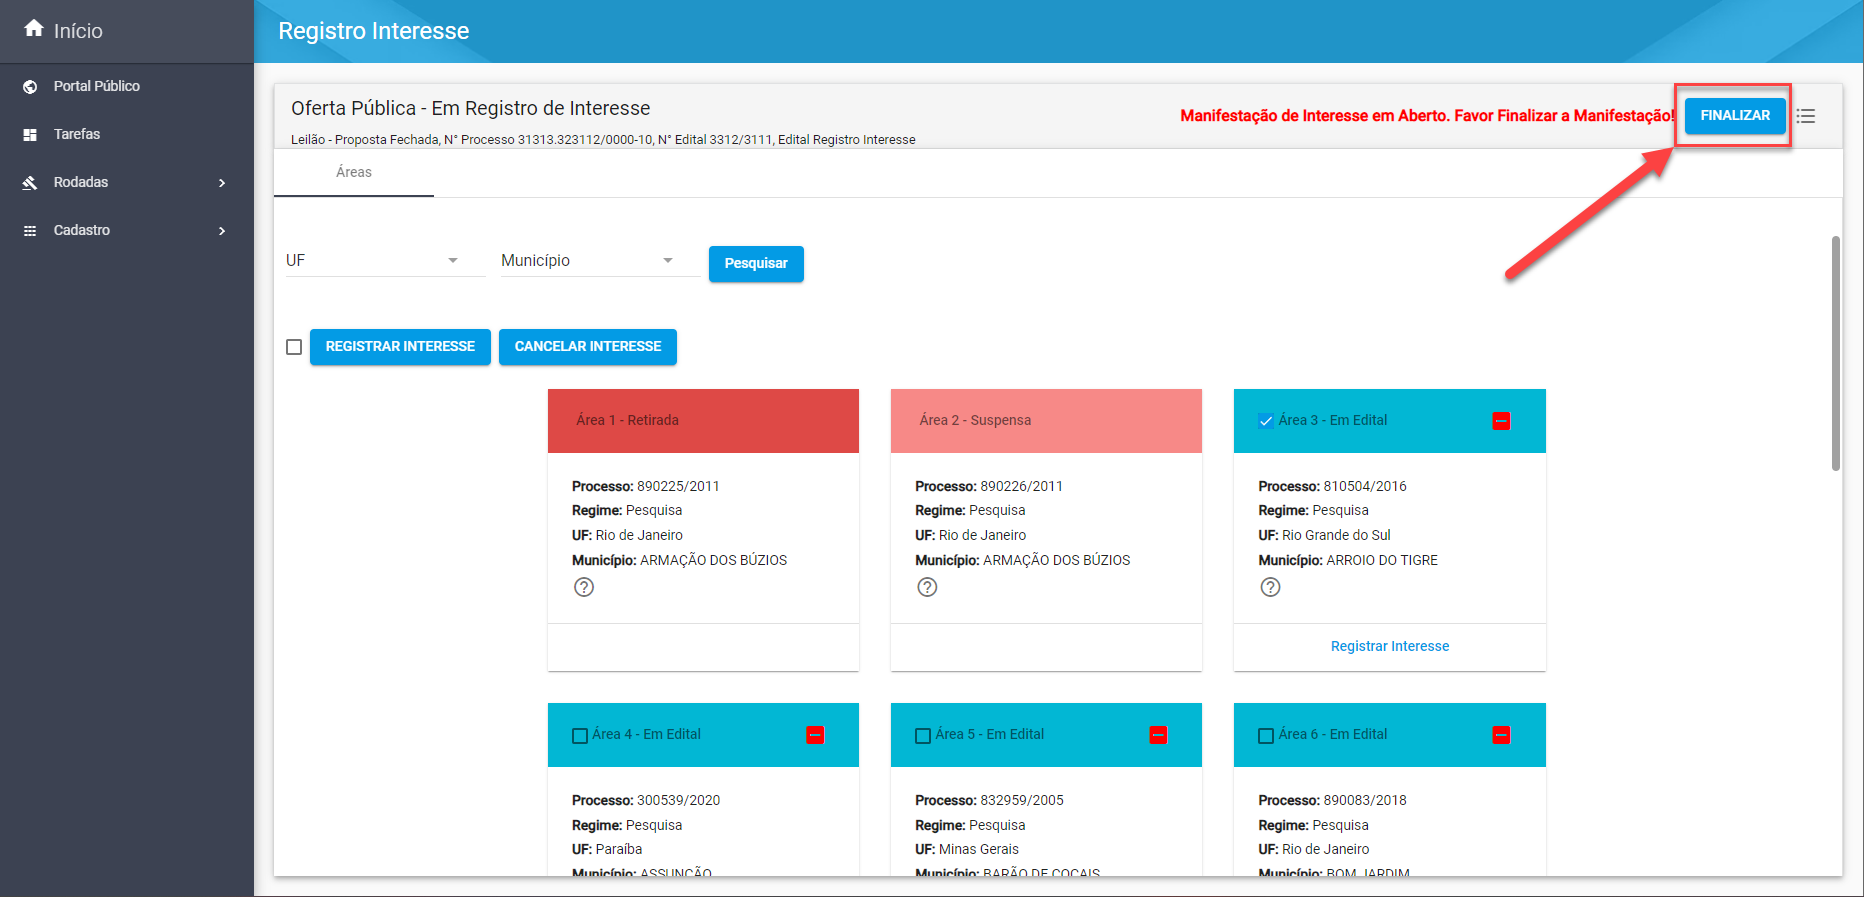 Início
Registro Interesse
Portal Público
Tarefas
Rodadas
Cadastro
Oferta Pública - Em Registro de Interesse
Leilão - Proposta Fechada, N° Processo 31313.323112/0000-10, N° Edital 3312/3111, Edital Registro Interesse
Manifestação de Interesse em Aberto. Favor Finalizar a Manifestação!
FINALIZAR
Áreas
UF
Município
Pesquisar
REGISTRAR INTERESSE
CANCELAR INTERESSE
Área 1 - Retirada
Processo: 890225/2011
Regime: Pesquisa
UF: Rio de Janeiro
Município: ARMAÇÃO DOS BÚZIOS
Área 2 - Suspensa
Processo: 890226/2011
Regime: Pesquisa
UF: Rio de Janeiro
Município: ARMAÇÃO DOS BÚZIOS
Área 3 - Em Edital
Processo: 810504/2016
Regime: Pesquisa
UF: Rio Grande do Sul
Município: ARROIO DO TIGRE
Registrar Interesse
Área 4 - Em Edital
Processo: 300539/2020
Regime: Pesquisa
UF: Paraíba
Município: ASSUNÇÃO
Área 5 - Em Edital
Processo: 832959/2005
Regime: Pesquisa
UF: Minas Gerais
Município: BARÃO DE COCAIS
Área 6 - Em Edital
Processo: 890083/2018
Regime: Pesquisa
UF: Rio de Janeiro
Município: BOM JARDIM